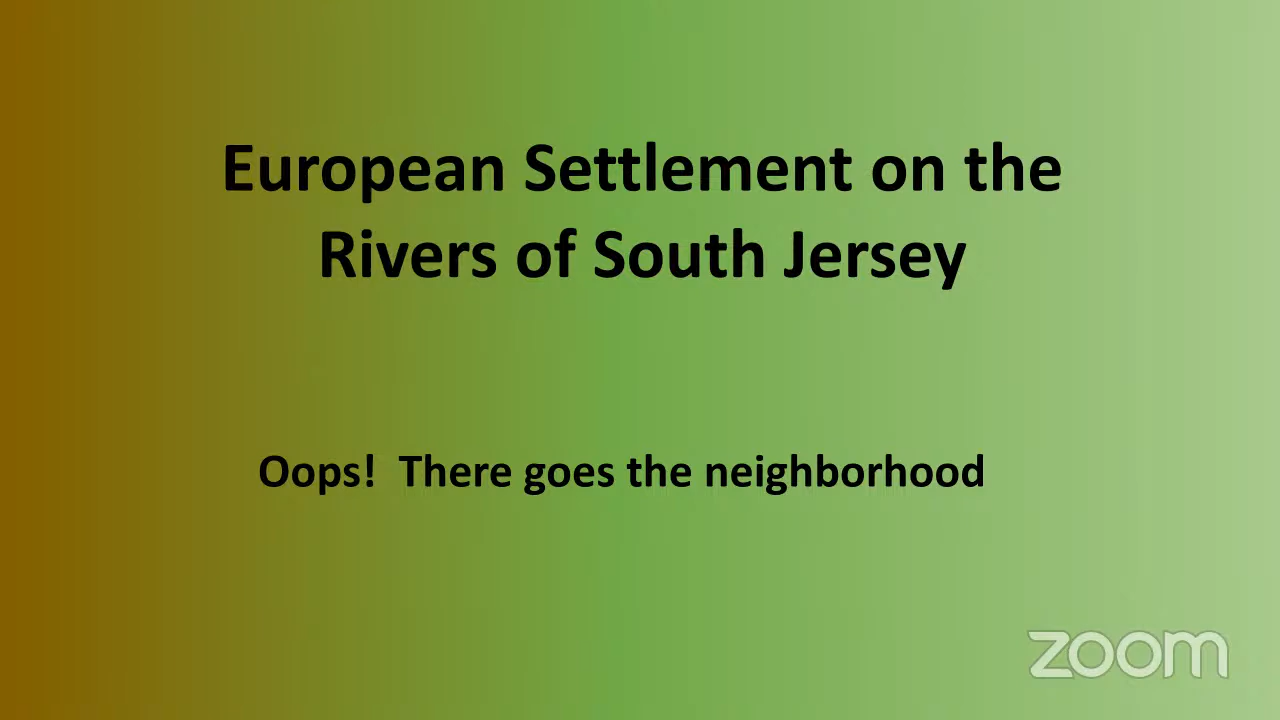 European Settlement on the
Rivers of South Jersey
Oops!  There goes the neighborhood
zoom